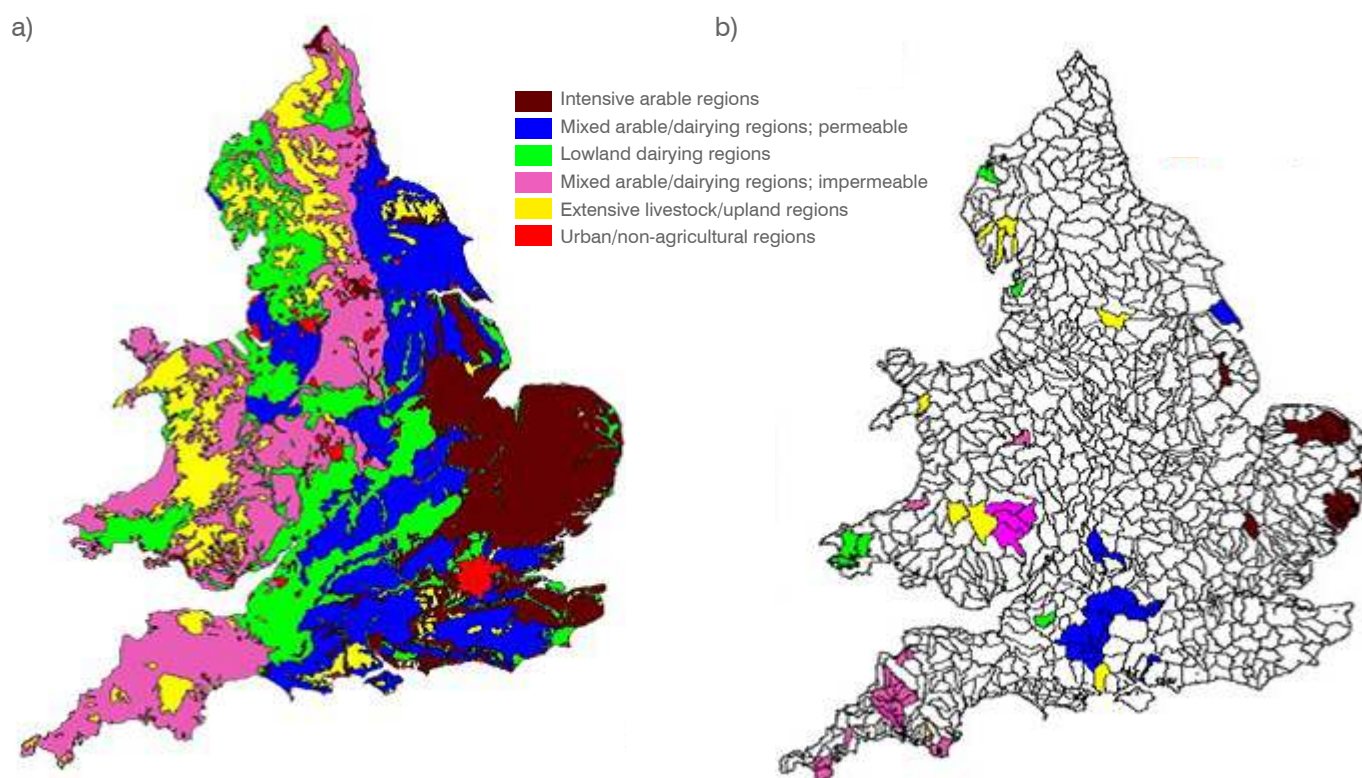 a)
b)
Intensive arable regions
Mixed arable/dairying regions; permeable
Lowland dairying regions
Mixed arable/dairying regions; impermeable
Extensive livestock/upland regions
Urban/non-agricultural regions